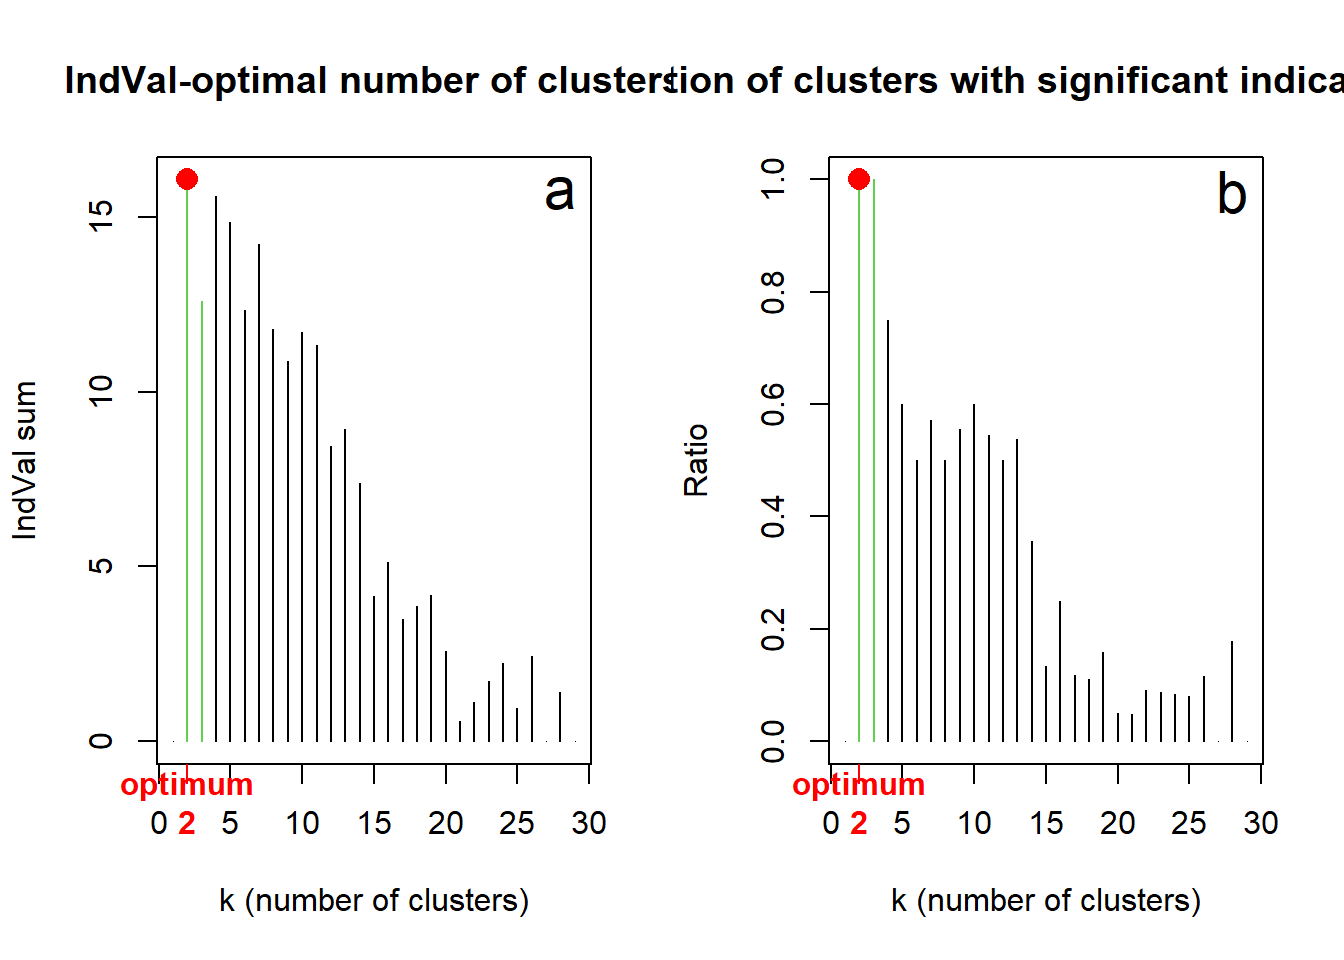 IndVal-optimal number of clusters
tion of clusters with significant indica
a
b
IndVal sum
15
10
5
0
optimum
0 2 5 10 15 20 25 30
k (number of clusters)
Ratio
1.0
0.8
0.6
0.4
0.2
0.0
optimum
0 2 5 10 15 20 25 30
k (number of clusters)